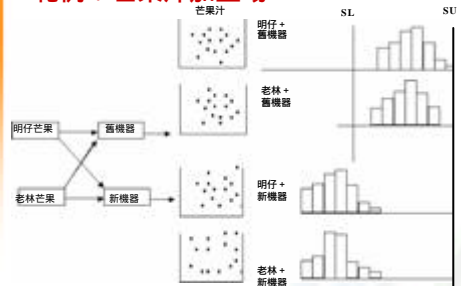 芒果汁
SL
SU
明仔 +
舊機器
老林 +
舊機器
明仔芒果
舊機器
老林芒果
新機器
明仔 +
新機器
老林 +
新機器